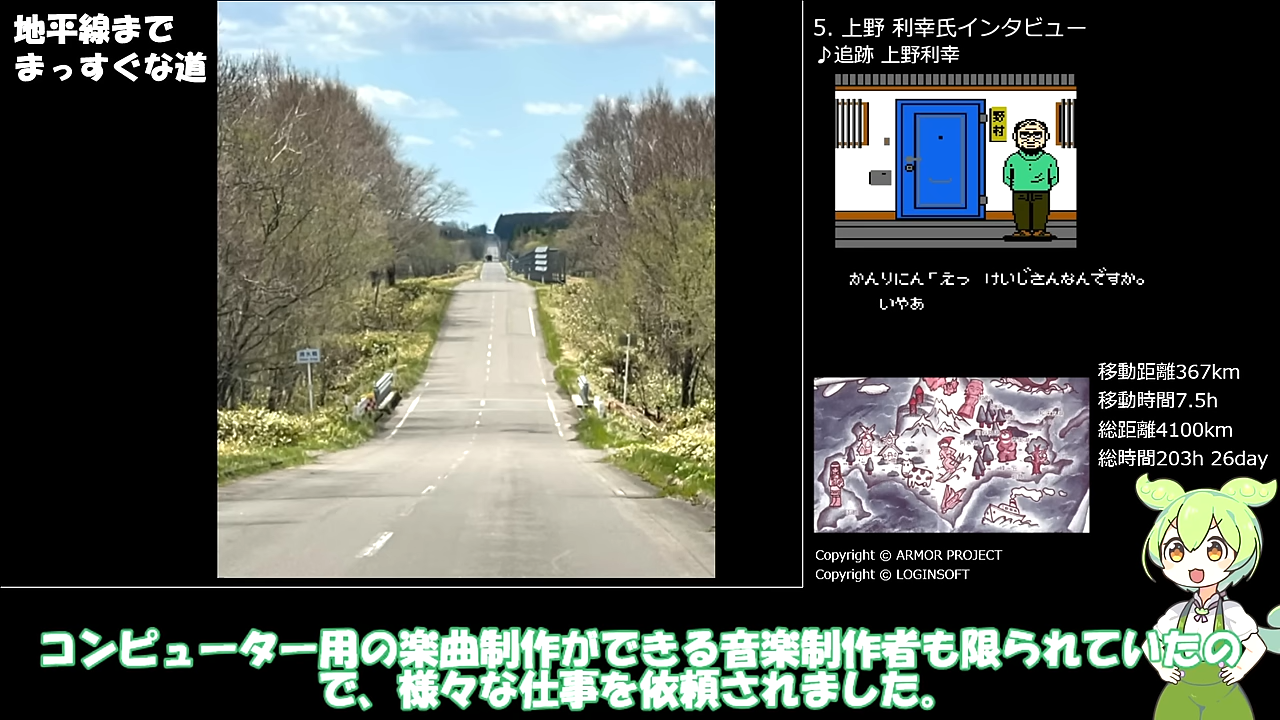 地平線まで
まっすぐな道
5. 上野 利幸氏インタビュー
♪追跡 上野利幸
野村
かんりにん「えっ　けいじさんなんですか。
いやあ
移動距離367km
移動時間7.5h
総距離4100km
総時間203h 26day
Copyright © ARMOR PROJECT
Copyright © LOGINSOFT
コンピューター用の楽曲制作ができる音楽制作者も限られていたの
で、様々な仕事を依頼されました。